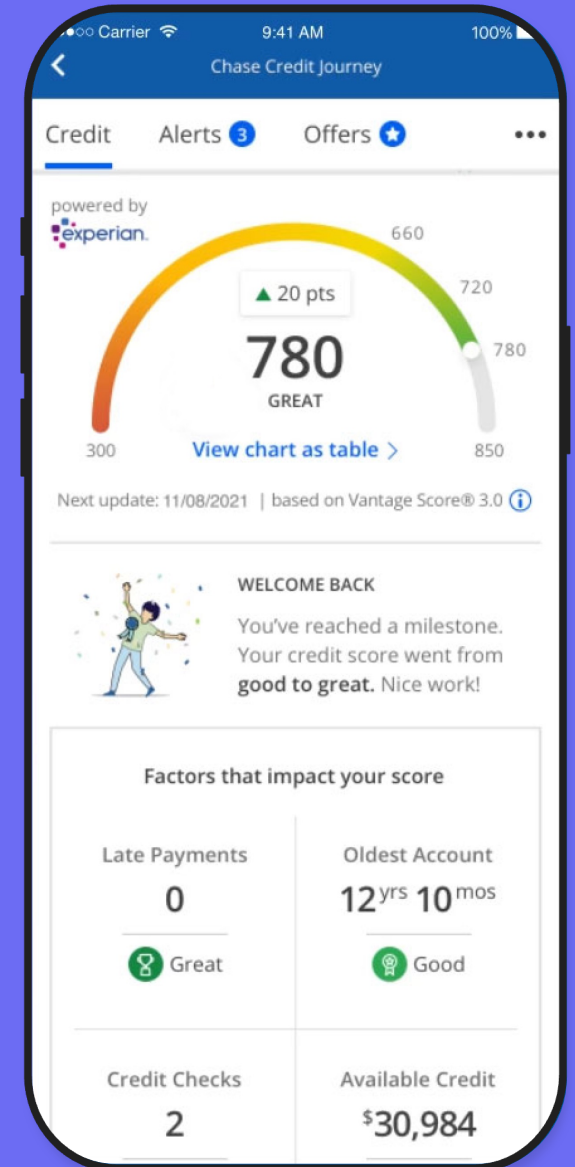 Carrier 9:41 AM 100%
Chase Credit Journey
Credit Alerts 3 Offers
powered by
experian.
660
720
780
300
850
20 pts
780
GREAT
View chart as table >
Next update: 11/08/2021 | based on Vantage Score® 3.0
WELCOME BACK
You've reached a milestone.
Your credit score went from
good to great. Nice work!
Factors that impact your score
Late Payments
0
Great
Oldest Account
12 yrs 10 mos
Good
Credit Checks
2
Available Credit
$30,984